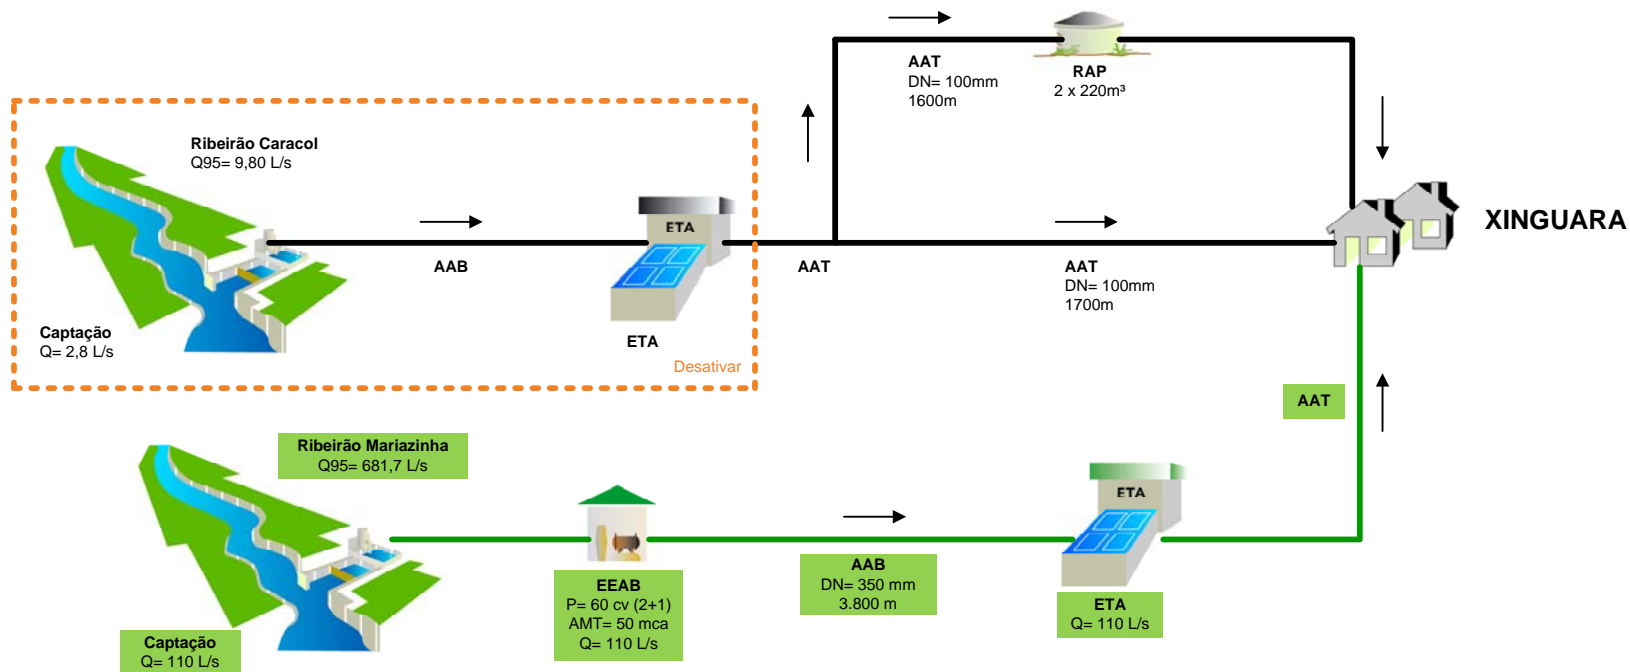 AAT
DN= 100mm
1600m
RAP
2 x 220m³
Ribeirão Caracol
Q95= 9,80 L/s
ETA
XINGUARA
AAB
AAT
AAT
DN= 100mm
1700m
Captação
Q= 2,8 L/s
ETA
Desativar
AAT
Ribeirão Mariazinha
Q95= 681,7 L/s
ETA
EEAB
P= 60 cv (2+1)
AMT= 50 mca
Q= 110 L/s
AAB
DN= 350 mm
3.800 m
ETA
Q= 110 L/s
Captação
Q= 110 L/s